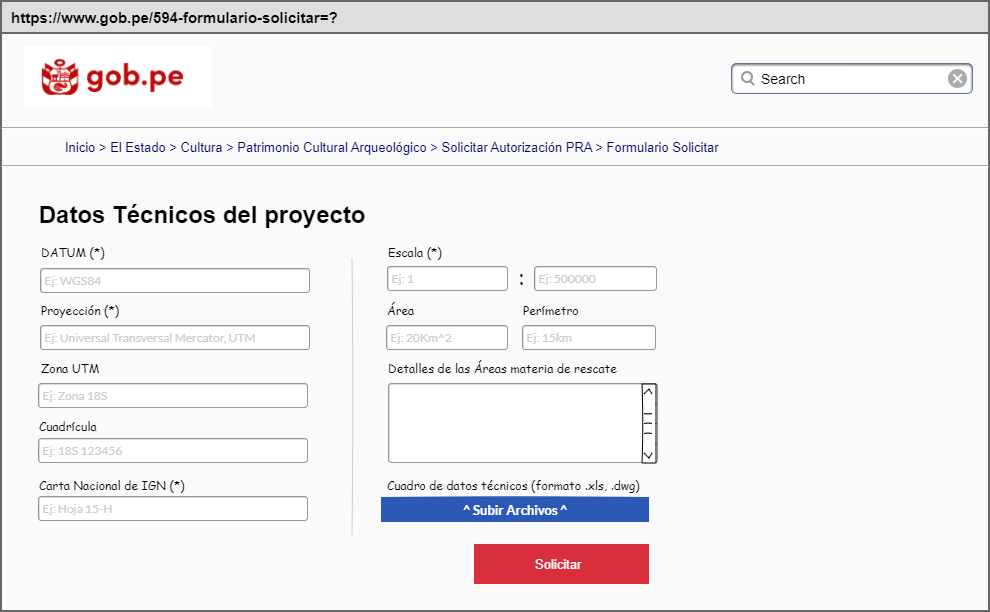 https://www.gob.pe/594-formulario-solicitar=?
gob.pe
Search
Inicio > El Estado > Cultura > Patrimonio Cultural Arqueológico > Solicitar Autorización PRA > Formulario Solicitar
Datos Técnicos del proyecto
DATUM (*)
Ej: WGS84
Proyección (*)
Ej: Universal Transversal Mercator, UTM
Zona UTM
Ej: Zona 18S
Cuadrícula
Ej: 18S 123456
Carta Nacional de IGN (*)
Ej: Hoja 15-H
Escala (*)
Ej: 1 : Ej: 500000
Área Perímetro
Ej: 20Km^2 Ej: 15km
Detalles de las Áreas materia de rescate
Cuadro de datos técnicos (formato .xls, .dwg)
^ Subir Archivos ^
Solicitar